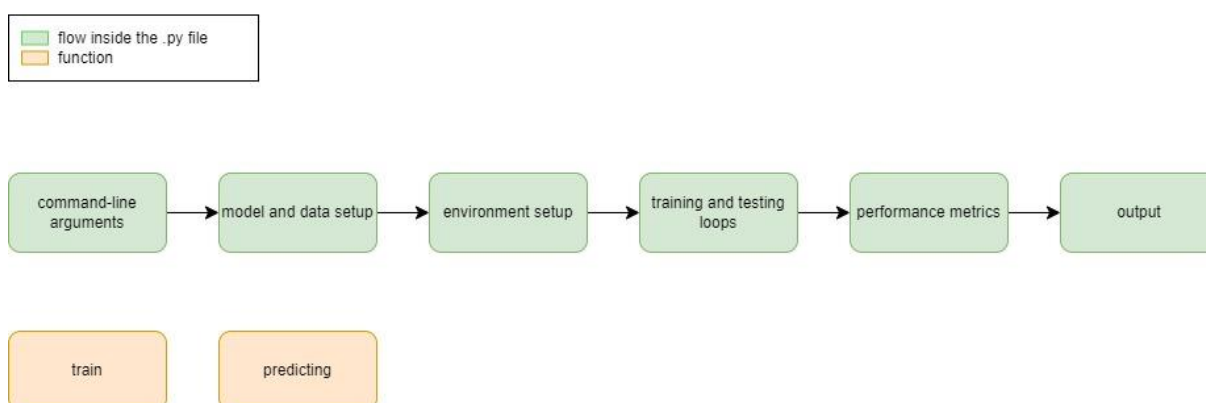 flow inside the .py file
function
command-line
arguments
model and data setup
environment setup
training and testing
loops
performance metrics
output
train
predicting